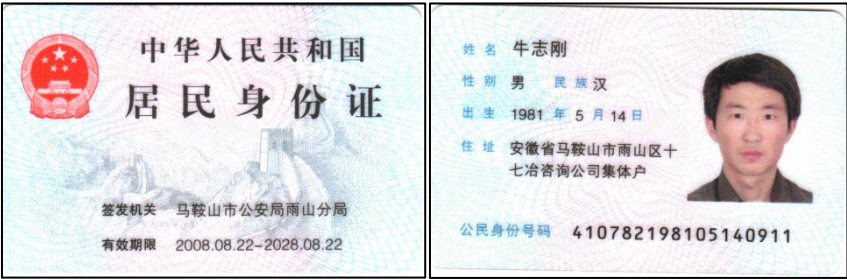 中华人民共和国
居民身份证
签发机关 马鞍山市公安局雨山分局
有效期限 2008.08.22-2028.08.22
姓名 牛志刚
性别 男 民族 汉
出生 1981 年 5 月 14 日
住址 安徽省马鞍山市雨山区十
七冶咨询公司集体户
公民身份号码 410782198105140911